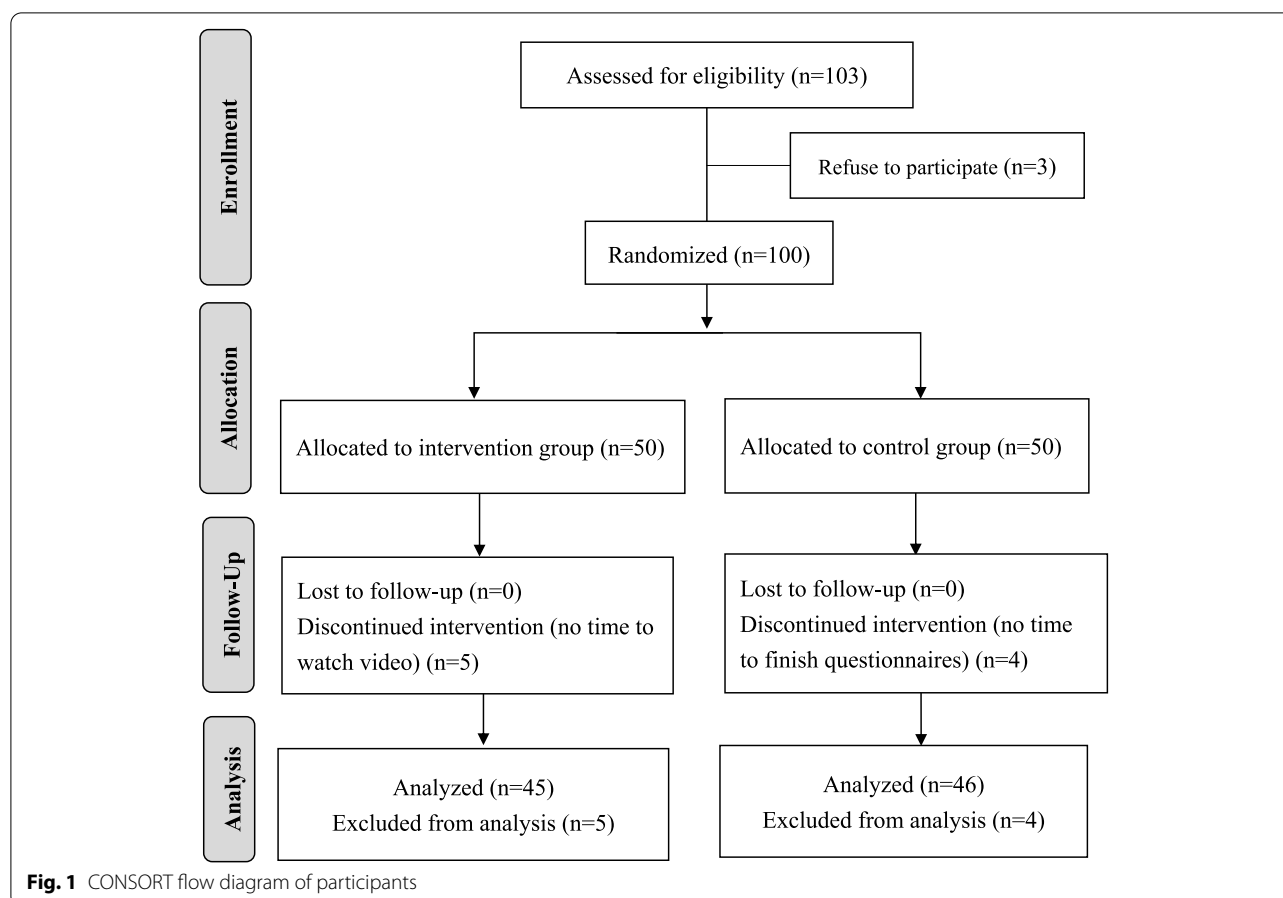 Enrollment
Assessed for eligibility (n=103)
Refuse to participate (n=3)
Randomized (n=100)
Allocation
Allocated to intervention group (n=50)
Allocated to control group (n=50)
Follow-Up
Lost to follow-up (n=0)
Discontinued intervention (no time to
watch video) (n=5)
Lost to follow-up (n=0)
Discontinued intervention (no time
to finish questionnaires) (n=4)
Analysis
Analyzed (n=45)
Excluded from analysis (n=5)
Analyzed (n=46)
Excluded from analysis (n=4)
Fig. 1 CONSORT flow diagram of participants